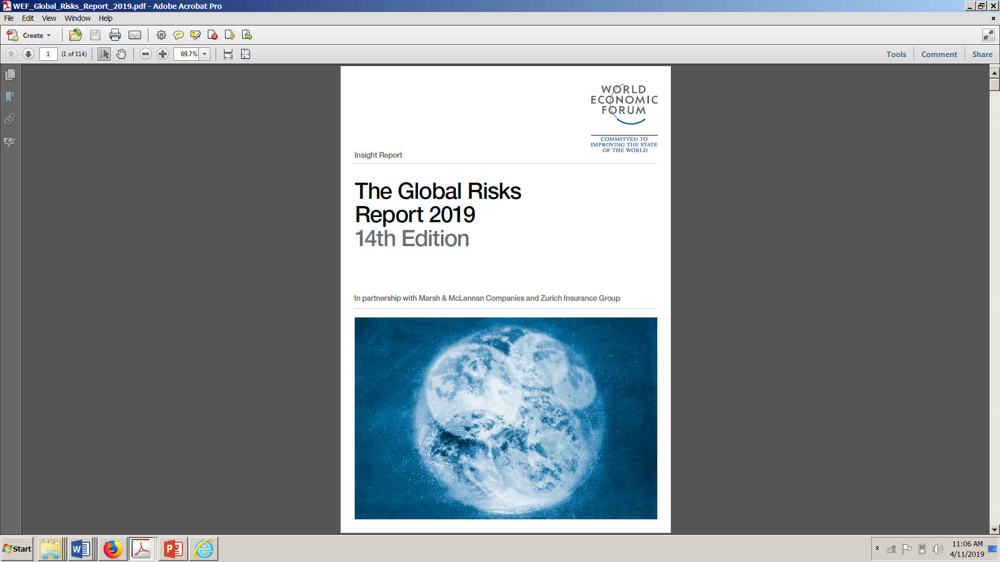 WEF_Global_Risks_Report_2019.pdf - Adobe Acrobat Pro
File Edit View Window Help
Create
1 (1 of 114) 69.7% Tools Comment Share
WORLD
ECONOMIC
FORUM
COMMITTED TO
IMPROVING THE STATE
OF THE WORLD
Insight Report
The Global Risks
Report 2019
14th Edition
In partnership with Marsh & McLennan Companies and Zurich Insurance Group
Start
11:06 AM
4/11/2019